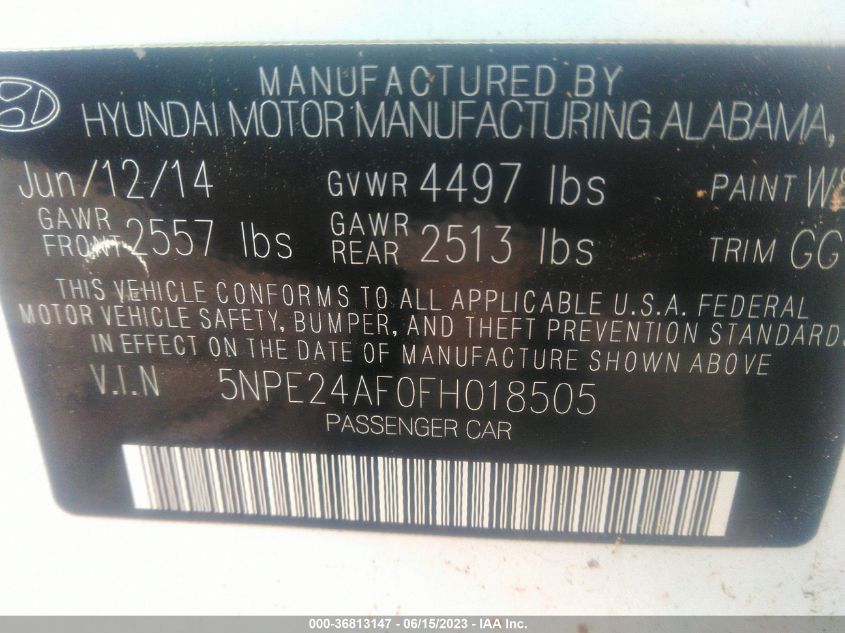 MANUFACTURED BY
HYUNDAI MOTOR MANUFACTURING ALABAMA,
Jun/12/14 GVWR 4497 lbs PAINT
GAWR FRONT 2557 lbs GAWR REAR 2513 lbs TRIM GG
THIS VEHICLE CONFORMS TO ALL APPLICABLE U.S.A. FEDERAL
MOTOR VEHICLE SAFETY, BUMPER, AND THEFT PREVENTION STANDARDS
IN EFFECT ON THE DATE OF MANUFACTURE SHOWN ABOVE
V.I.N 5NPE24AF0FH018505
PASSENGER CAR
000-36813147 - 06/15/2023 - IAA Inc.